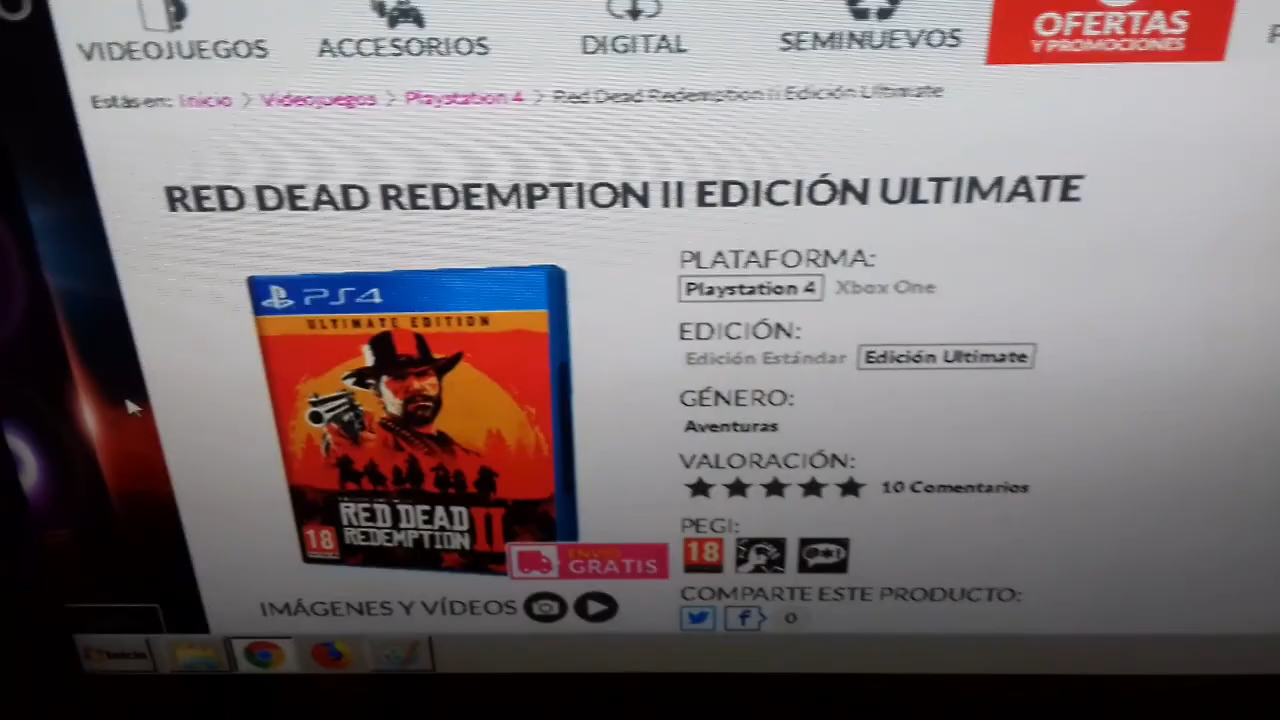 VIDEOJUEGOS ACCESORIOS DIGITAL SEMINUEVOS OFERTAS
Y PROMOCIONES
Estás en: Inicio > Videojuegos > Playstation 4 > Red Dead Redemption Ii Edición Ultimate
RED DEAD REDEMPTION II EDICIÓN ULTIMATE
PS4
ULTIMATE EDITION
RED DEAD
REDEMPTION II
18
ENVÍO
GRATIS
IMÁGENES Y VÍDEOS
PLATAFORMA:
Playstation 4 Xbox One
EDICIÓN:
Edición Estándar Edición Ultimate
GÉNERO:
Aventuras
VALORACIÓN:
10 Comentarios
PEGI:
18
COMPARTE ESTE PRODUCTO:
f 0
Inicio